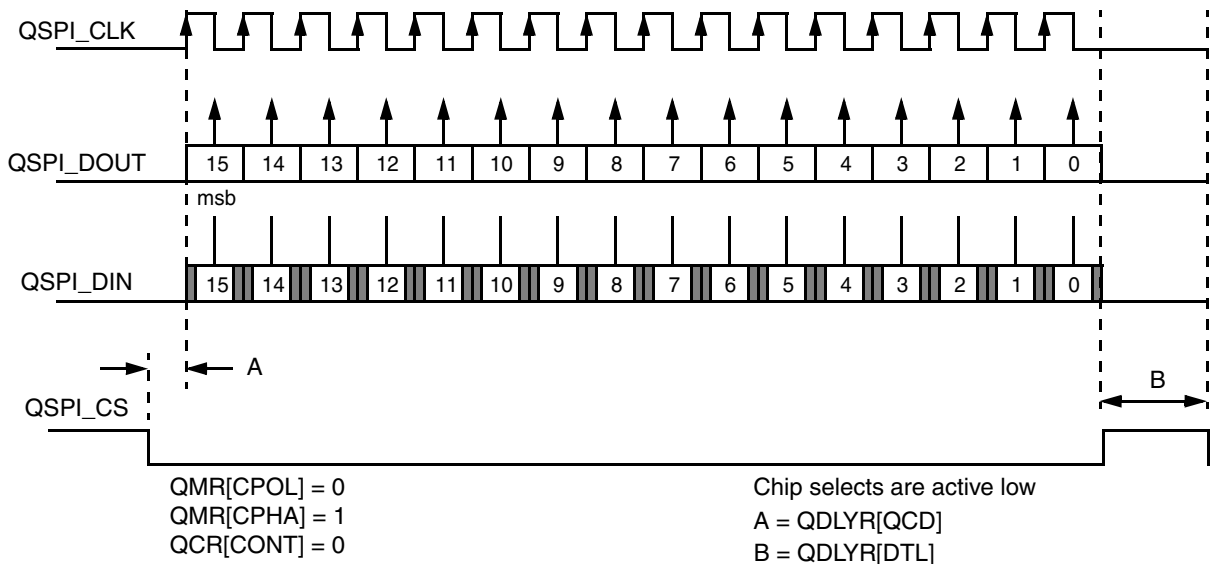 QSPI_CLK
QSPI_DOUT
15 14 13 12 11 10 9 8 7 6 5 4 3 2 1 0
msb
QSPI_DIN
15 14 13 12 11 10 9 8 7 6 5 4 3 2 1 0
A
B
QSPI_CS
QMR[CPOL] = 0
QMR[CPHA] = 1
QCR[CONT] = 0
Chip selects are active low
A = QDLYR[QCD]
B = QDLYR[DTL]